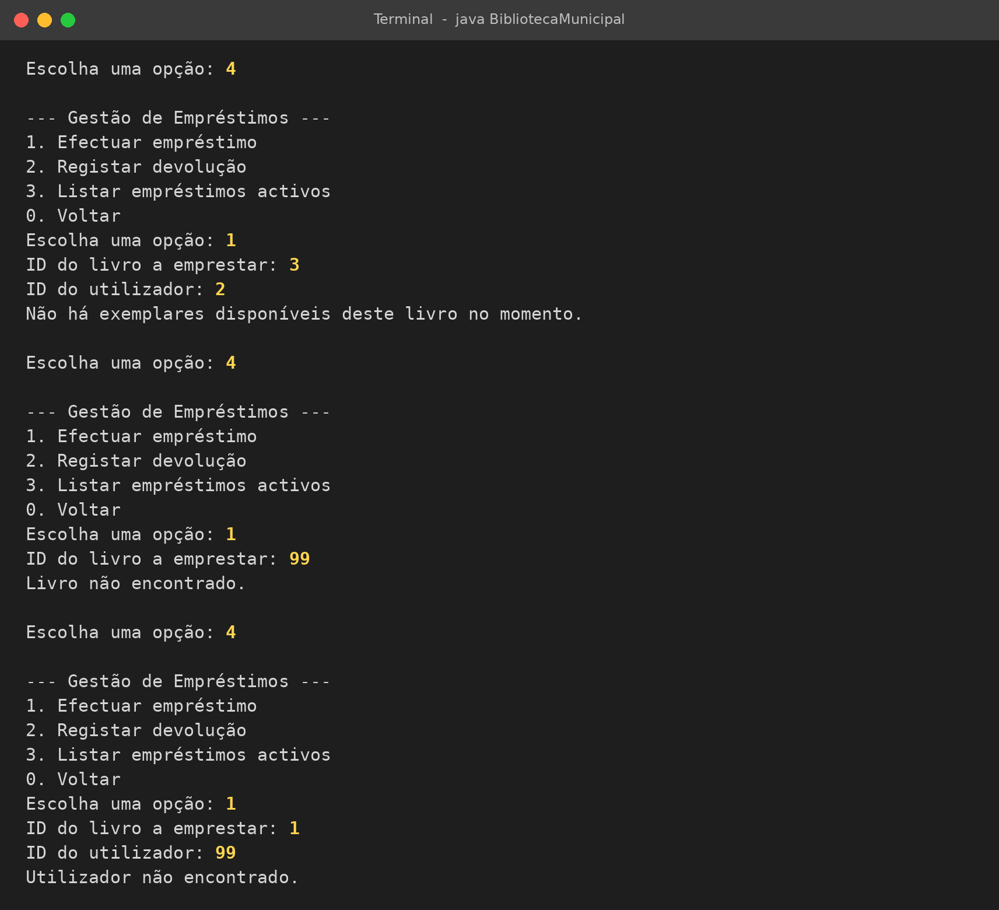 Terminal - java BibliotecaMunicipal
Escolha uma opção: 4
--- Gestão de Empréstimos ---
1. Efectuar empréstimo
2. Registar devolução
3. Listar empréstimos activos
0. Voltar
Escolha uma opção: 1
ID do livro a emprestar: 3
ID do utilizador: 2
Não há exemplares disponíveis deste livro no momento.
Escolha uma opção: 4
--- Gestão de Empréstimos ---
1. Efectuar empréstimo
2. Registar devolução
3. Listar empréstimos activos
0. Voltar
Escolha uma opção: 1
ID do livro a emprestar: 99
Livro não encontrado.
Escolha uma opção: 4
--- Gestão de Empréstimos ---
1. Efectuar empréstimo
2. Registar devolução
3. Listar empréstimos activos
0. Voltar
Escolha uma opção: 1
ID do livro a emprestar: 1
ID do utilizador: 99
Utilizador não encontrado.